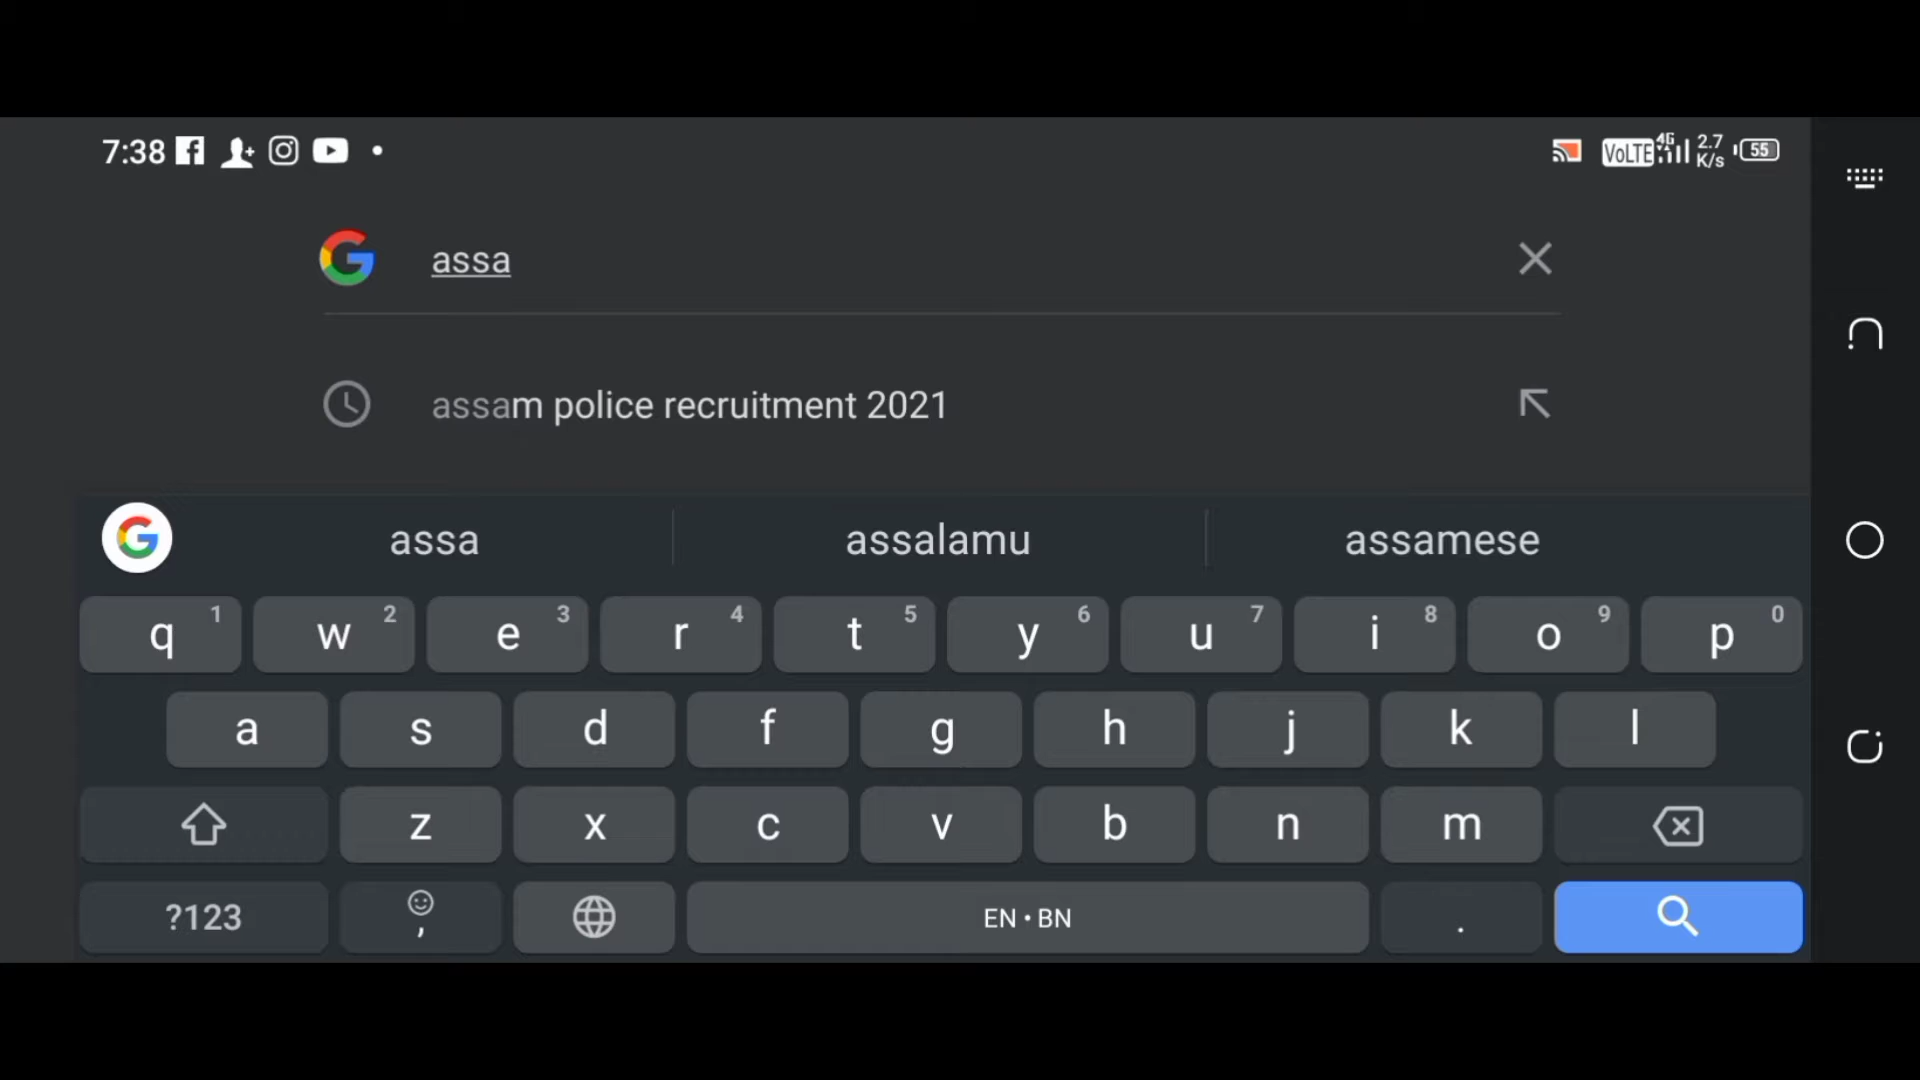 7:38 VoLTE 4G 2.7 K/s 55
assa
assam police recruitment 2021
assa assalamu assamese
q 1 w 2 e 3 r 4 t 5 y 6 u 7 i 8 o 9 p 0
a s d f g h j k l
z x c v b n m
?123 , EN • BN .